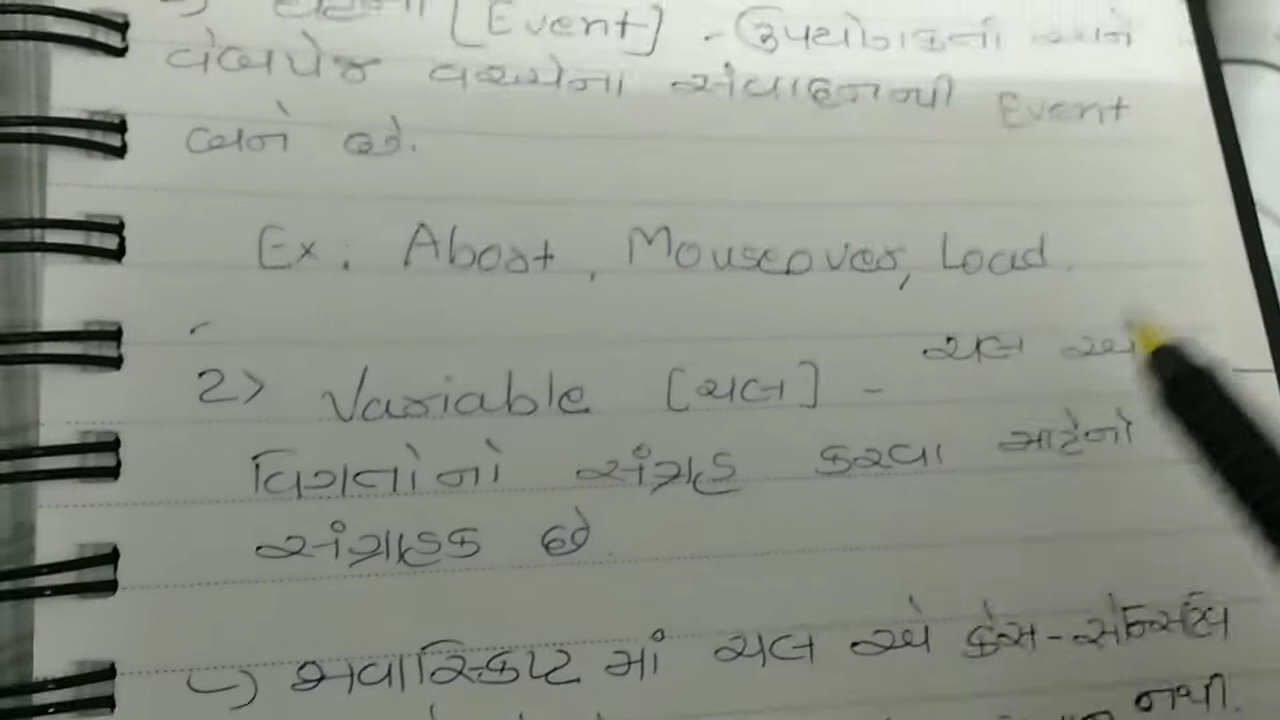 [Event] - ઉપયોગકર્તા અને
વેબપેજ વચ્ચેના સંવાદનથી Event
બને છે.
Ex. Abort, Mouseover, Load.
2) Variable [ચલ] - ચલ એ
વિગતોનો સંગ્રહ કરવા માટેનો
સંગ્રાહક છે.
જાવાસ્ક્રિપ્ટ માં ચલ એ કેસ-સેન્સિટિવ
નથી.